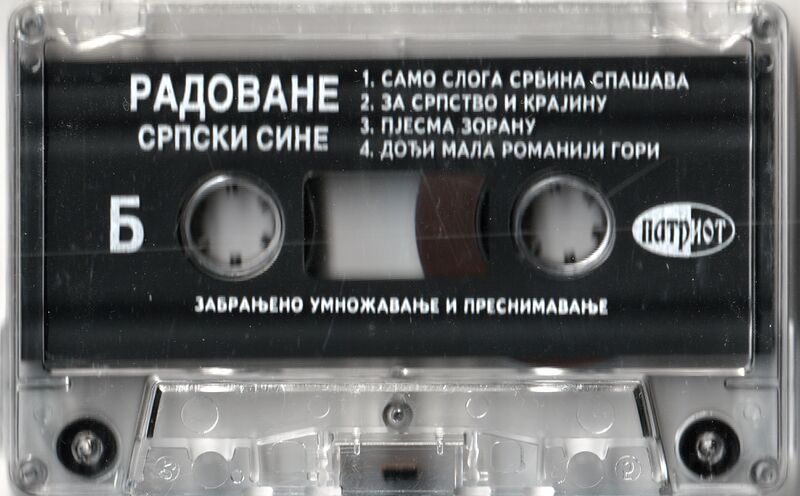 РАДОВАНЕ
СРПСКИ СИНЕ
1. САМО СЛОГА СРБИНА СПАШАВА
2. ЗА СРПСТВО И КРАЈИНУ
3. ПЈЕСМА ЗОРАНУ
4. ДОЂИ МАЛА РОМАНИЈИ ГОРИ
Б
ПАТРИОТ
ЗАБРАЊЕНО УМНОЖАВАЊЕ И ПРЕСНИМАВАЊЕ